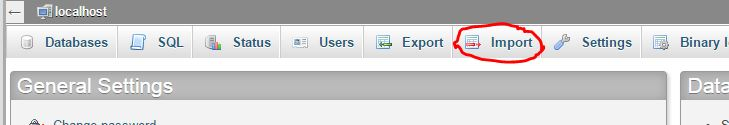 localhost
Databases SQL Status Users Export Import Settings Binary
General Settings Data
Change password